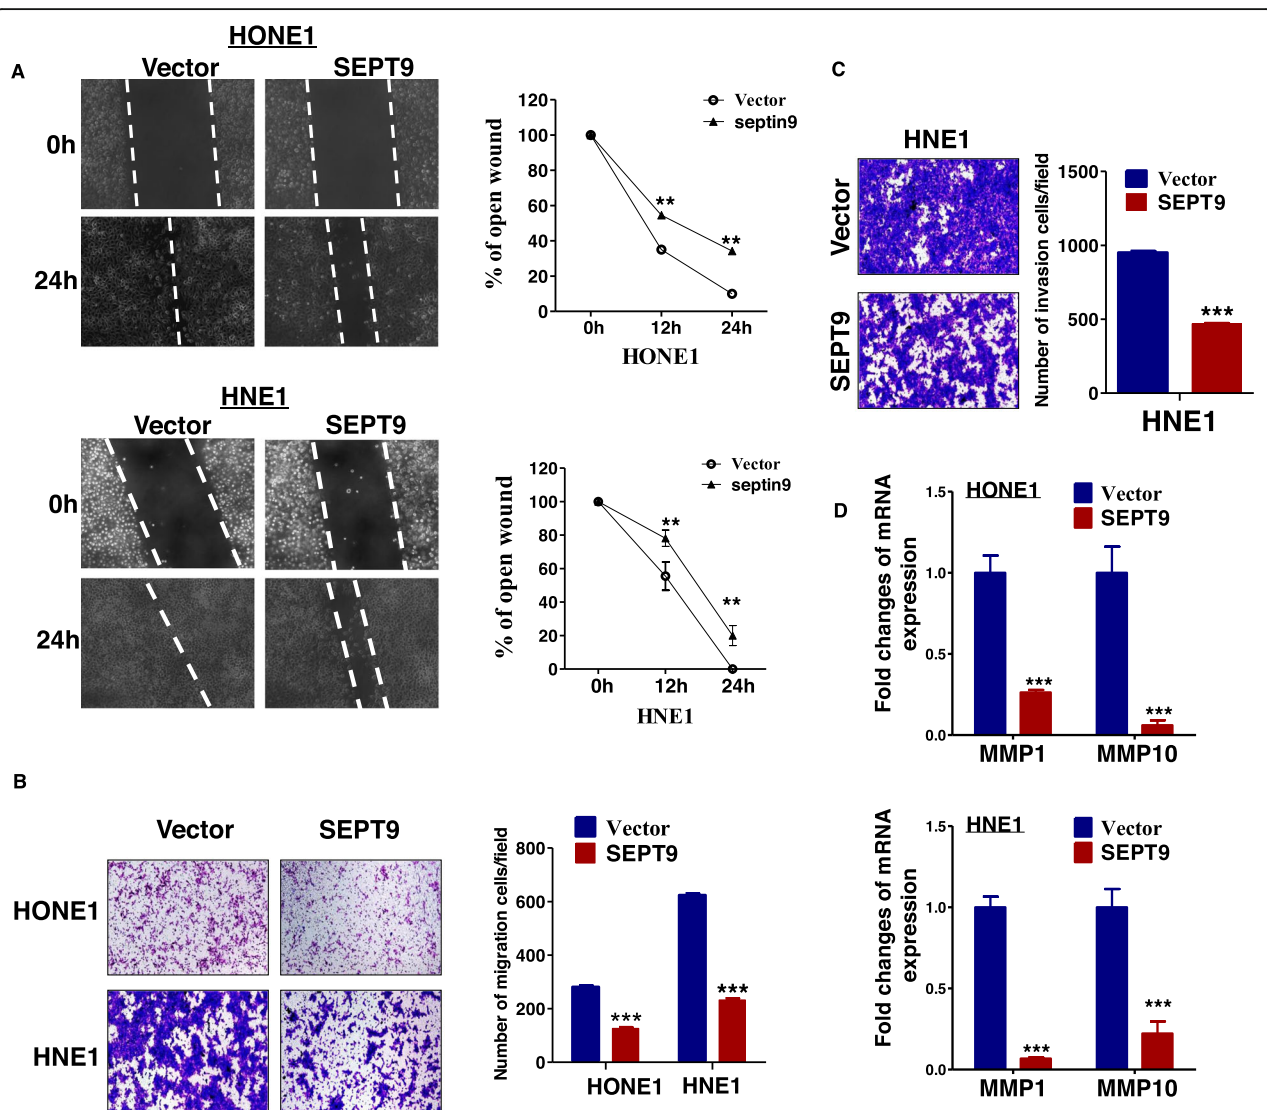 A
HONE1
Vector SEPT9
0h
24h
HNE1
Vector SEPT9
0h
24h
% of open wound
120
100
80
60
40
20
0
Vector
septin9
**
**
0h 12h 24h
HONE1
% of open wound
120
100
80
60
40
20
0
Vector
septin9
**
**
0h 12h 24h
HNE1
B
Vector SEPT9
HONE1
HNE1
Number of migration cells/field
800
600
400
200
0
Vector
SEPT9
***
***
HONE1 HNE1
C
HNE1
Vector
SEPT9
Number of invasion cells/field
1500
1000
500
0
Vector
SEPT9
***
HNE1
D
Fold changes of mRNA
expression
1.5
1.0
0.5
0.0
HONE1
Vector
SEPT9
***
***
MMP1 MMP10
Fold changes of mRNA
expression
1.5
1.0
0.5
0.0
HNE1
Vector
SEPT9
***
***
MMP1 MMP10